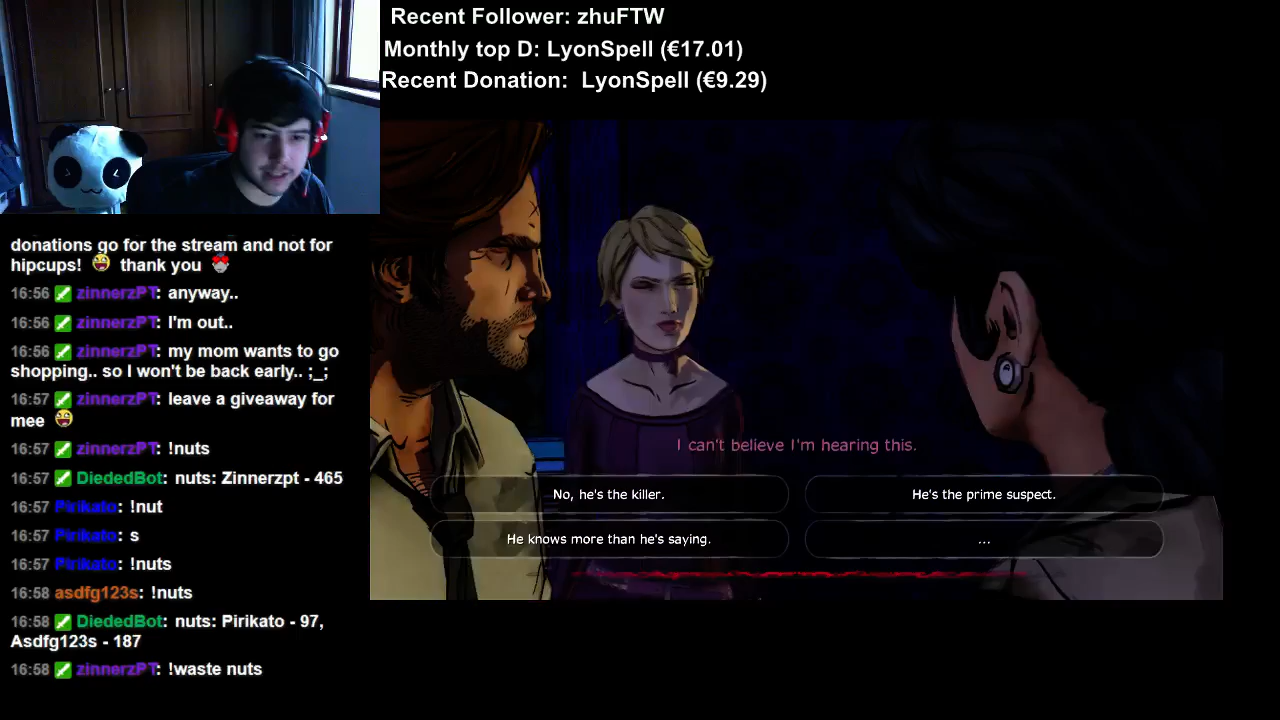 Recent Follower: zhuFTW
Monthly top D: LyonSpell (€17.01)
Recent Donation: LyonSpell (€9.29)
donations go for the stream and not for
hipcups! thank you
16:56 zinnerzPT: anyway..
16:56 zinnerzPT: I'm out..
16:56 zinnerzPT: my mom wants to go
shopping.. so I won't be back early.. ;_;
16:57 zinnerzPT: leave a giveaway for
mee
16:57 zinnerzPT: !nuts
16:57 DiededBot: nuts: Zinnerzpt - 465
16:57 Pirikato: !nut
16:57 Pirikato: s
16:57 Pirikato: !nuts
16:58 asdfg123s: !nuts
16:58 DiededBot: nuts: Pirikato - 97,
Asdfg123s - 187
16:58 zinnerzPT: !waste nuts
I can't believe I'm hearing this.
No, he's the killer.
He's the prime suspect.
He knows more than he's saying.
...